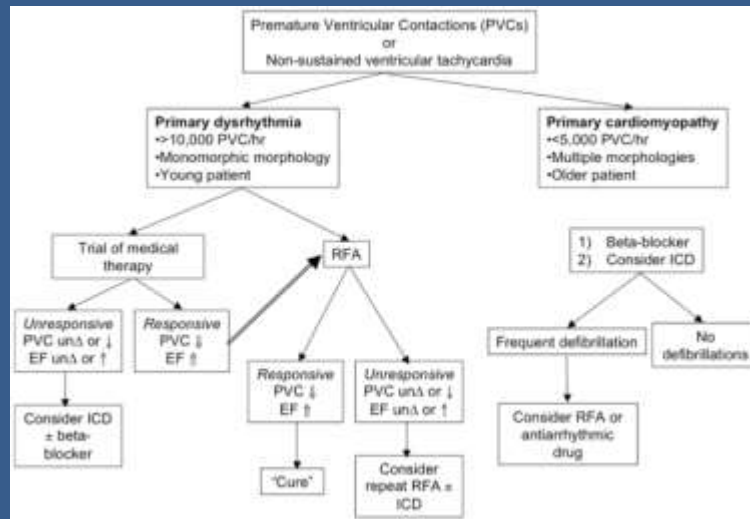 Premature Ventricular Contactions (PVCs)
or
Non-sustained ventricular tachycardia
Primary dysrhythmia
•>10,000 PVC/hr
•Monomorphic morphology
•Young patient
Primary cardiomyopathy
•<5,000 PVC/hr
•Multiple morphologies
•Older patient
Trial of medical
therapy
RFA
1) Beta-blocker
2) Consider ICD
Unresponsive
PVC unΔ or ↓
EF unΔ or ↑
Responsive
PVC ⇓
EF ⇑
Frequent defibrillation
No
defibrillations
Responsive
PVC ⇓
EF ⇑
Unresponsive
PVC unΔ or ↓
EF unΔ or ↑
Consider ICD
± beta-
blocker
Consider RFA or
antiarrhythmic
drug
"Cure"
Consider
repeat RFA ±
ICD